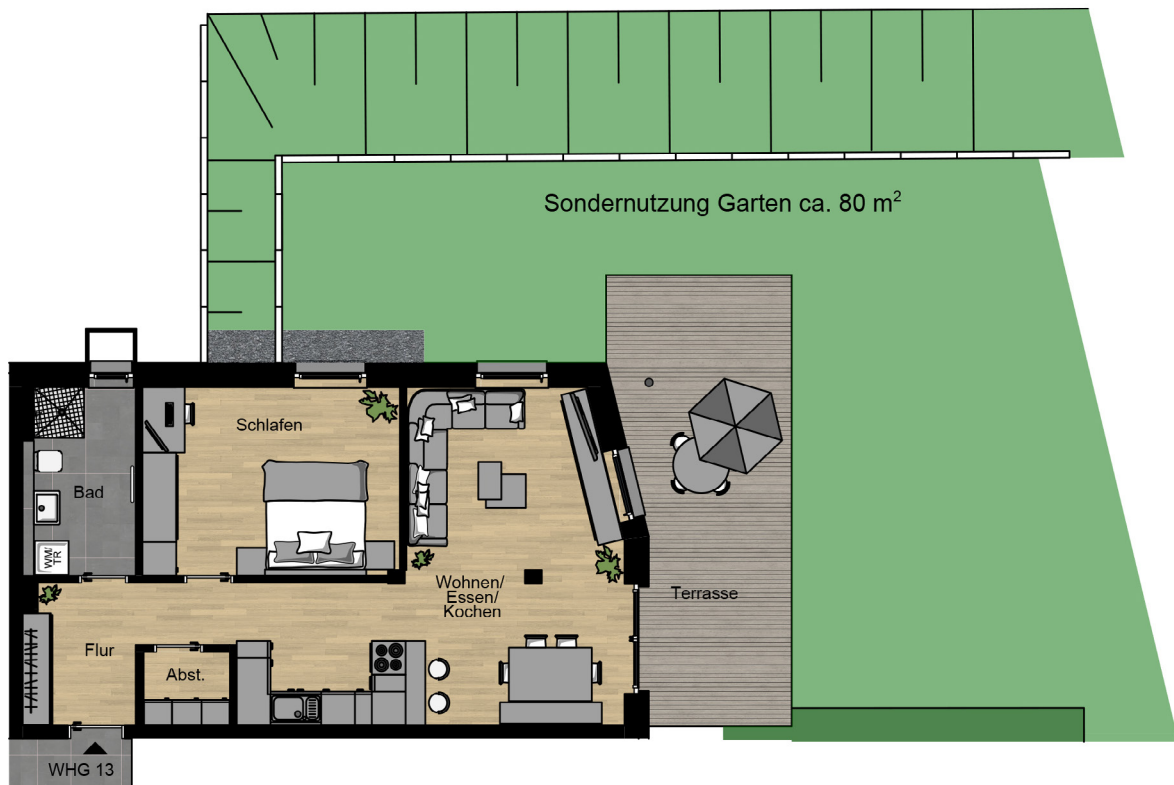 Sondernutzung Garten ca. 80 m²
Schlafen
Bad
WM/
TR
Wohnen/
Essen/
Kochen
Terrasse
Flur
Abst.
WHG 13